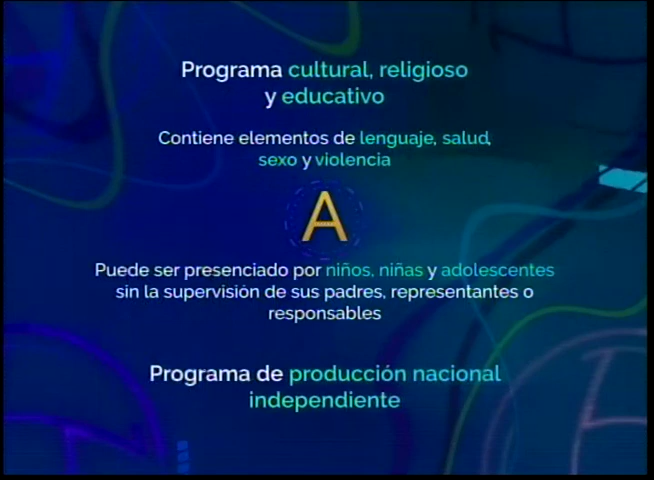 Programa cultural, religioso
y educativo
Contiene elementos de lenguaje, salud,
sexo y violencia
A
Puede ser presenciado por niños, niñas y adolescentes
sin la supervisión de sus padres, representantes o
responsables
Programa de producción nacional
independiente